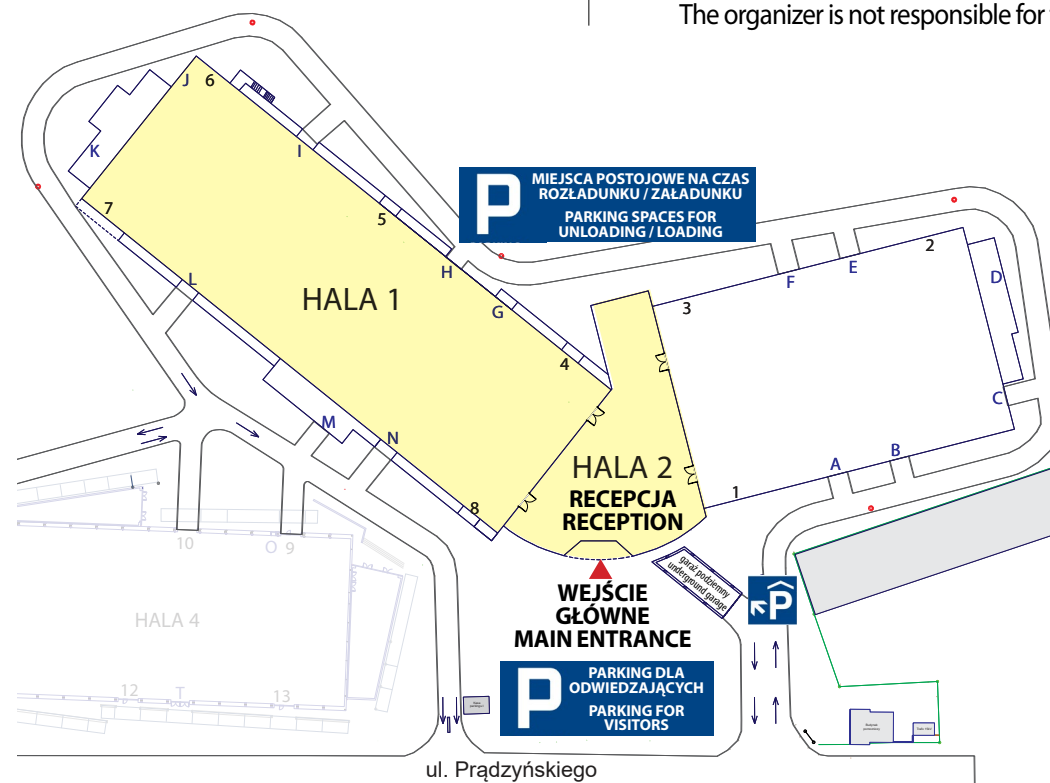 The organizer is not responsible for
J
6
K
I
7
5
P
MIEJSCA POSTOJOWE NA CZAS
ROZŁADUNKU / ZAŁADUNKU
PARKING SPACES FOR
UNLOADING / LOADING
H
L
HALA 1
G
4
F
E
2
D
3
C
M
N
8
HALA 2
RECEPCJA
RECEPTION
A
B
1
10
O
9
HALA 4
12
T
13
garaż podziemny
underground garage
P
WEJŚCIE
GŁÓWNE
MAIN ENTRANCE
P
PARKING DLA
ODWIEDZAJĄCYCH
PARKING FOR
VISITORS
ul. Prądzyńskiego